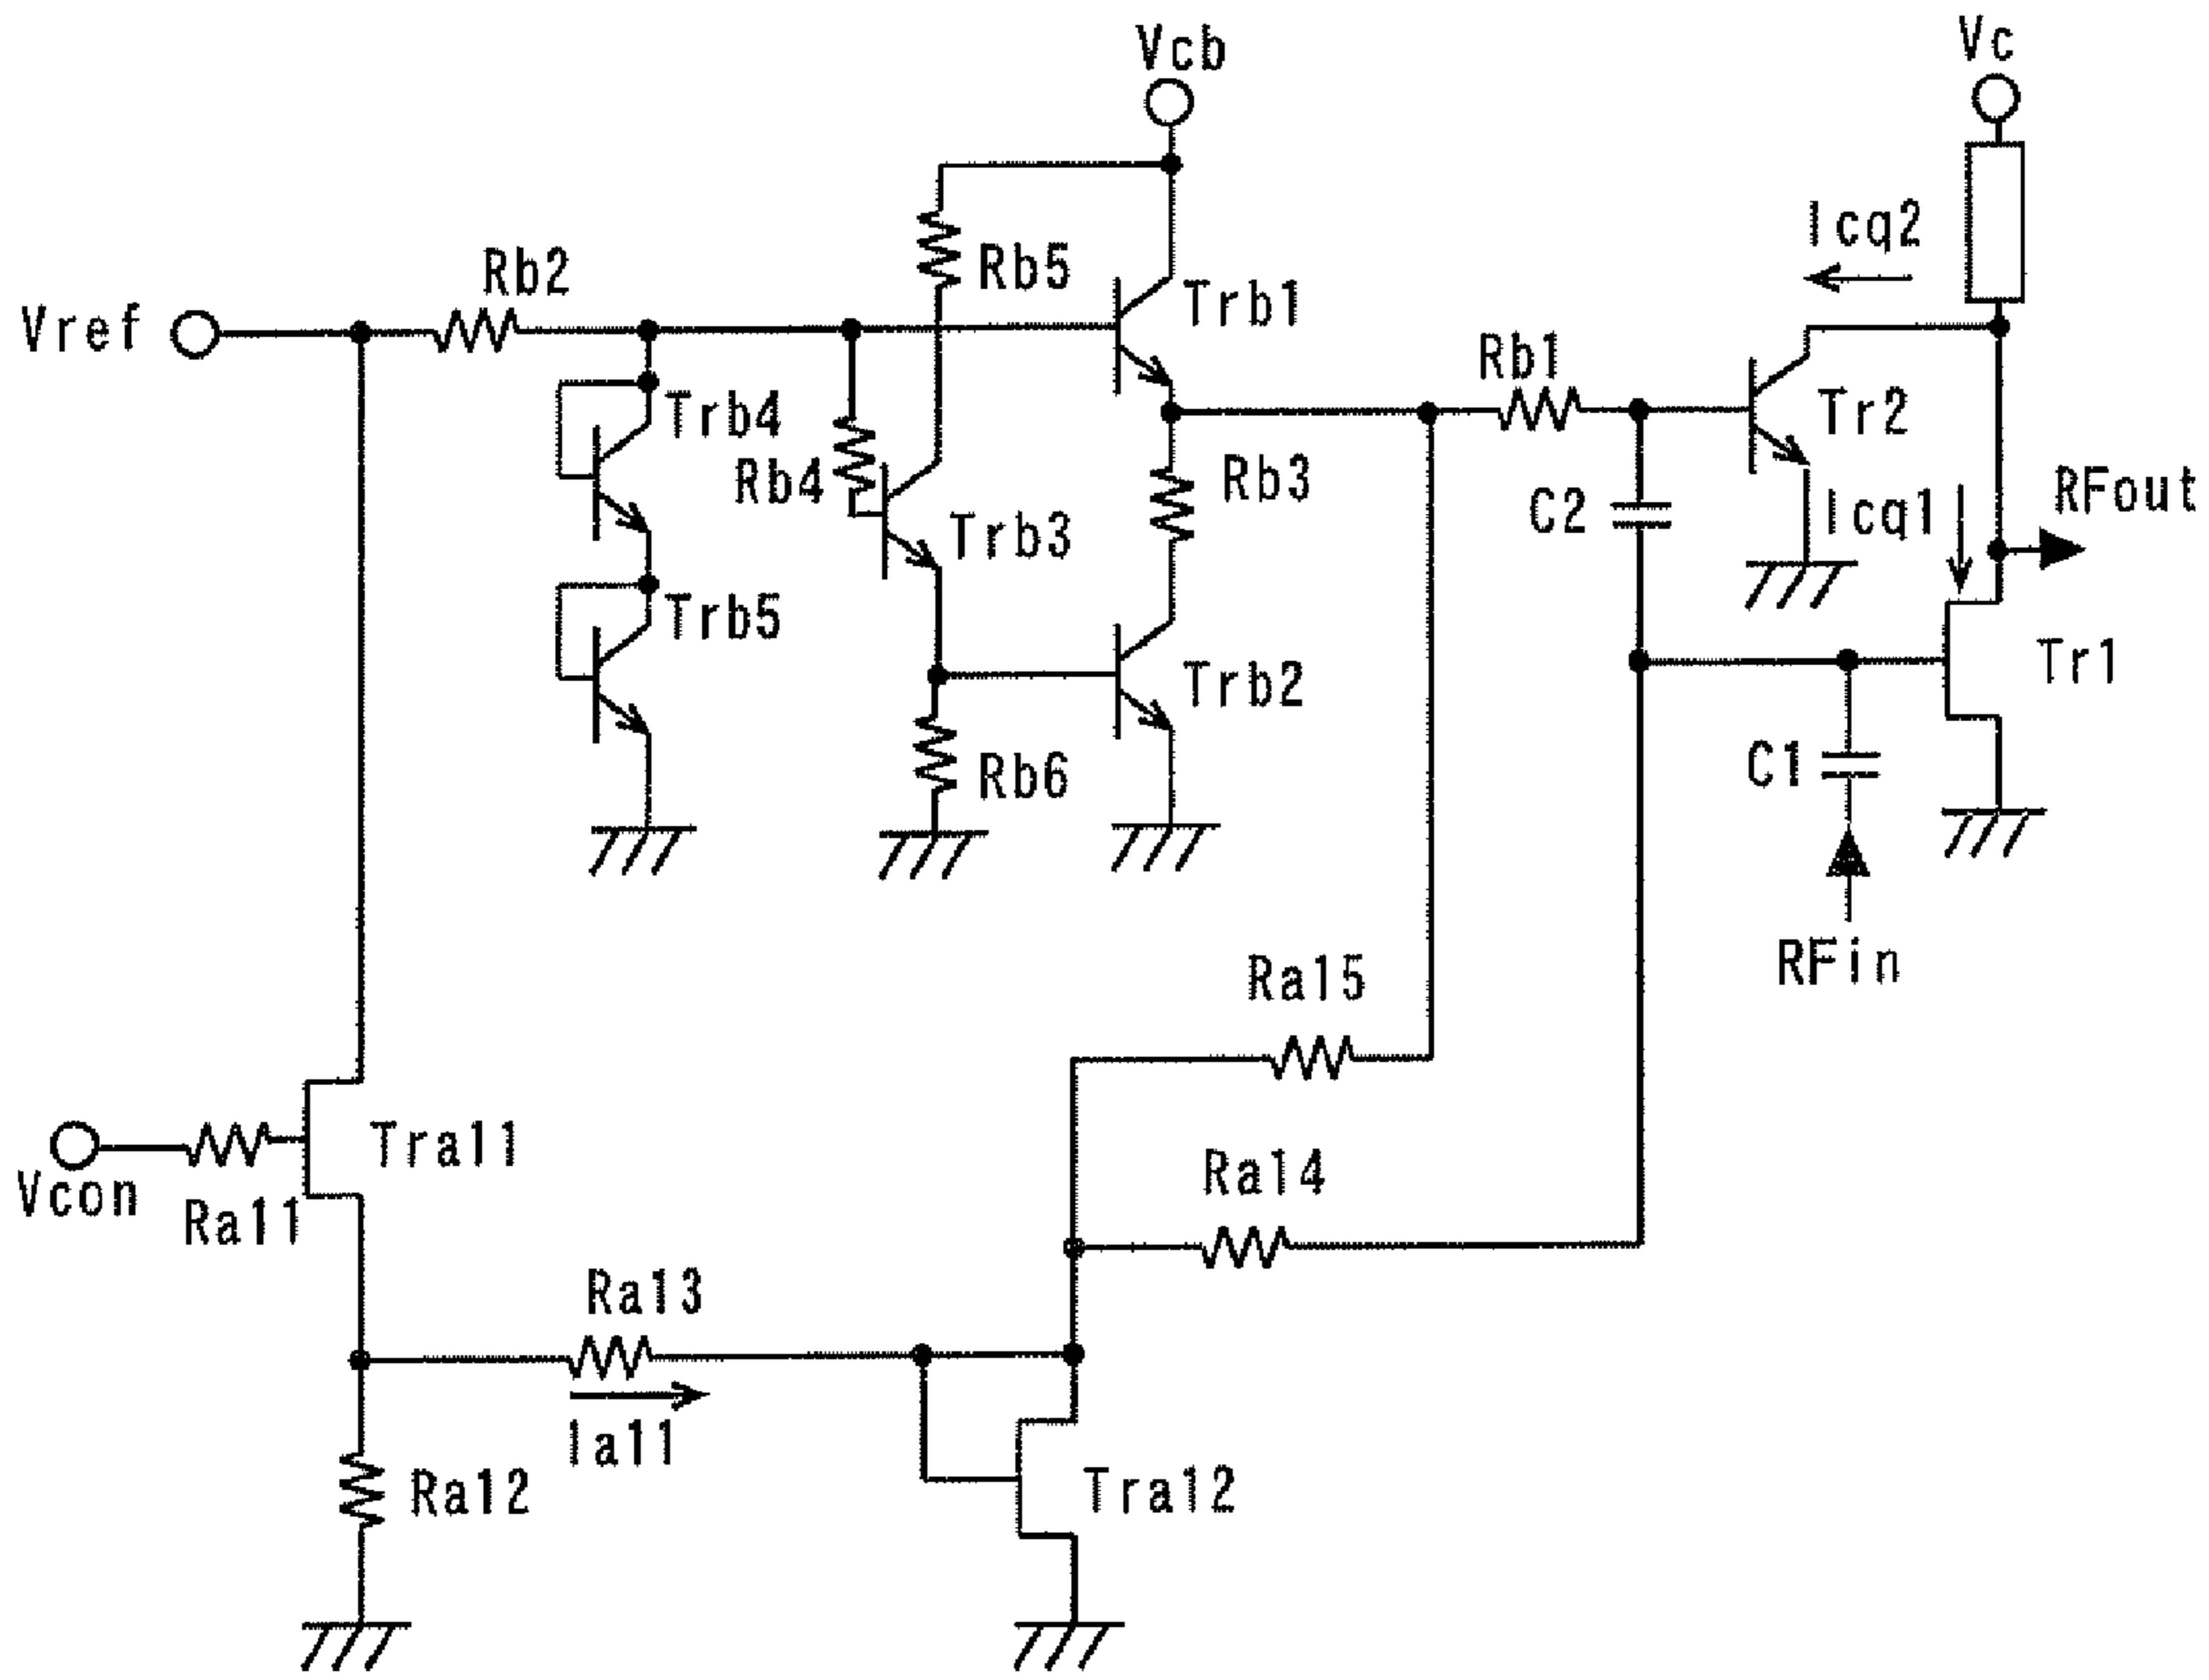 Vcb
Vc
Icq2
Rb2
Rb5
Trb1
Vref
Rb1
Trb4
Tr2
Rb4
Rb3
RFout
C2
Icq1
Trb3
Trb5
Tr1
Trb2
Rb6
C1
RFin
Ra15
Tra11
Ra14
Vcon
Ra11
Ra13
Ia11
Ra12
Tra12